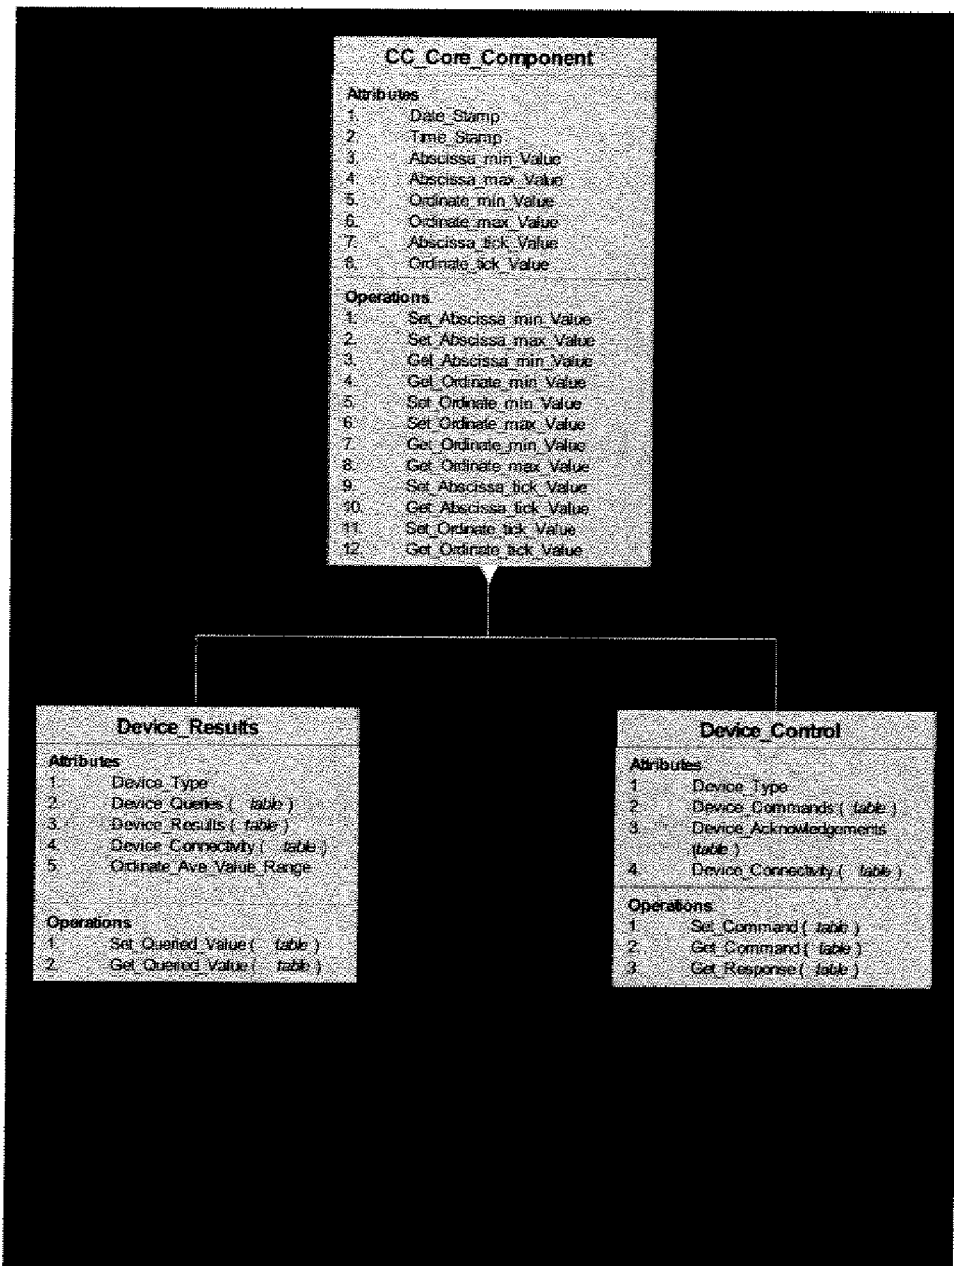 CC_Core_Component
Attributes
1. Date_Stamp
2. Time_Stamp
3. Abscissa_min_Value
4 Abscissa_max_Value
5. Ordinate_min_Value
6. Ordinate_max_Value
7. Abscissa_tick_Value
8. Ordinate_tick_Value
Operations
1. Set_Abscissa_min_Value
2. Set_Abscissa_max_Value
3. Get_Abscissa_min_Value
4. Get_Ordinate_min_Value
5. Set_Ordinate_min_Value
6. Set_Ordinate_max_Value
7. Get_Ordinate_min_Value
8. Get_Ordinate_max_Value
9. Set_Abscissa_tick_Value
10. Get_Abscissa_tick_Value
11. Set_Ordinate_tick_Value
12. Get_Ordinate_tick_Value
Device_Results
Attributes
1. Device_Type
2. Device_Queries ( table )
3. Device_Results ( table )
4. Device_Connectivity ( table )
5. Ordinate_Ave_Value_Range
Operations
1. Set_Queried_Value ( table )
2. Get_Queried_Value ( table )
Device_Control
Attributes
1 Device_Type
2. Device_Commands ( table )
3. Device_Acknowledgements
(table )
4. Device_Connectivity ( table )
Operations
1. Set_Command ( table )
2. Get_Command ( table )
3. Get_Response ( table )